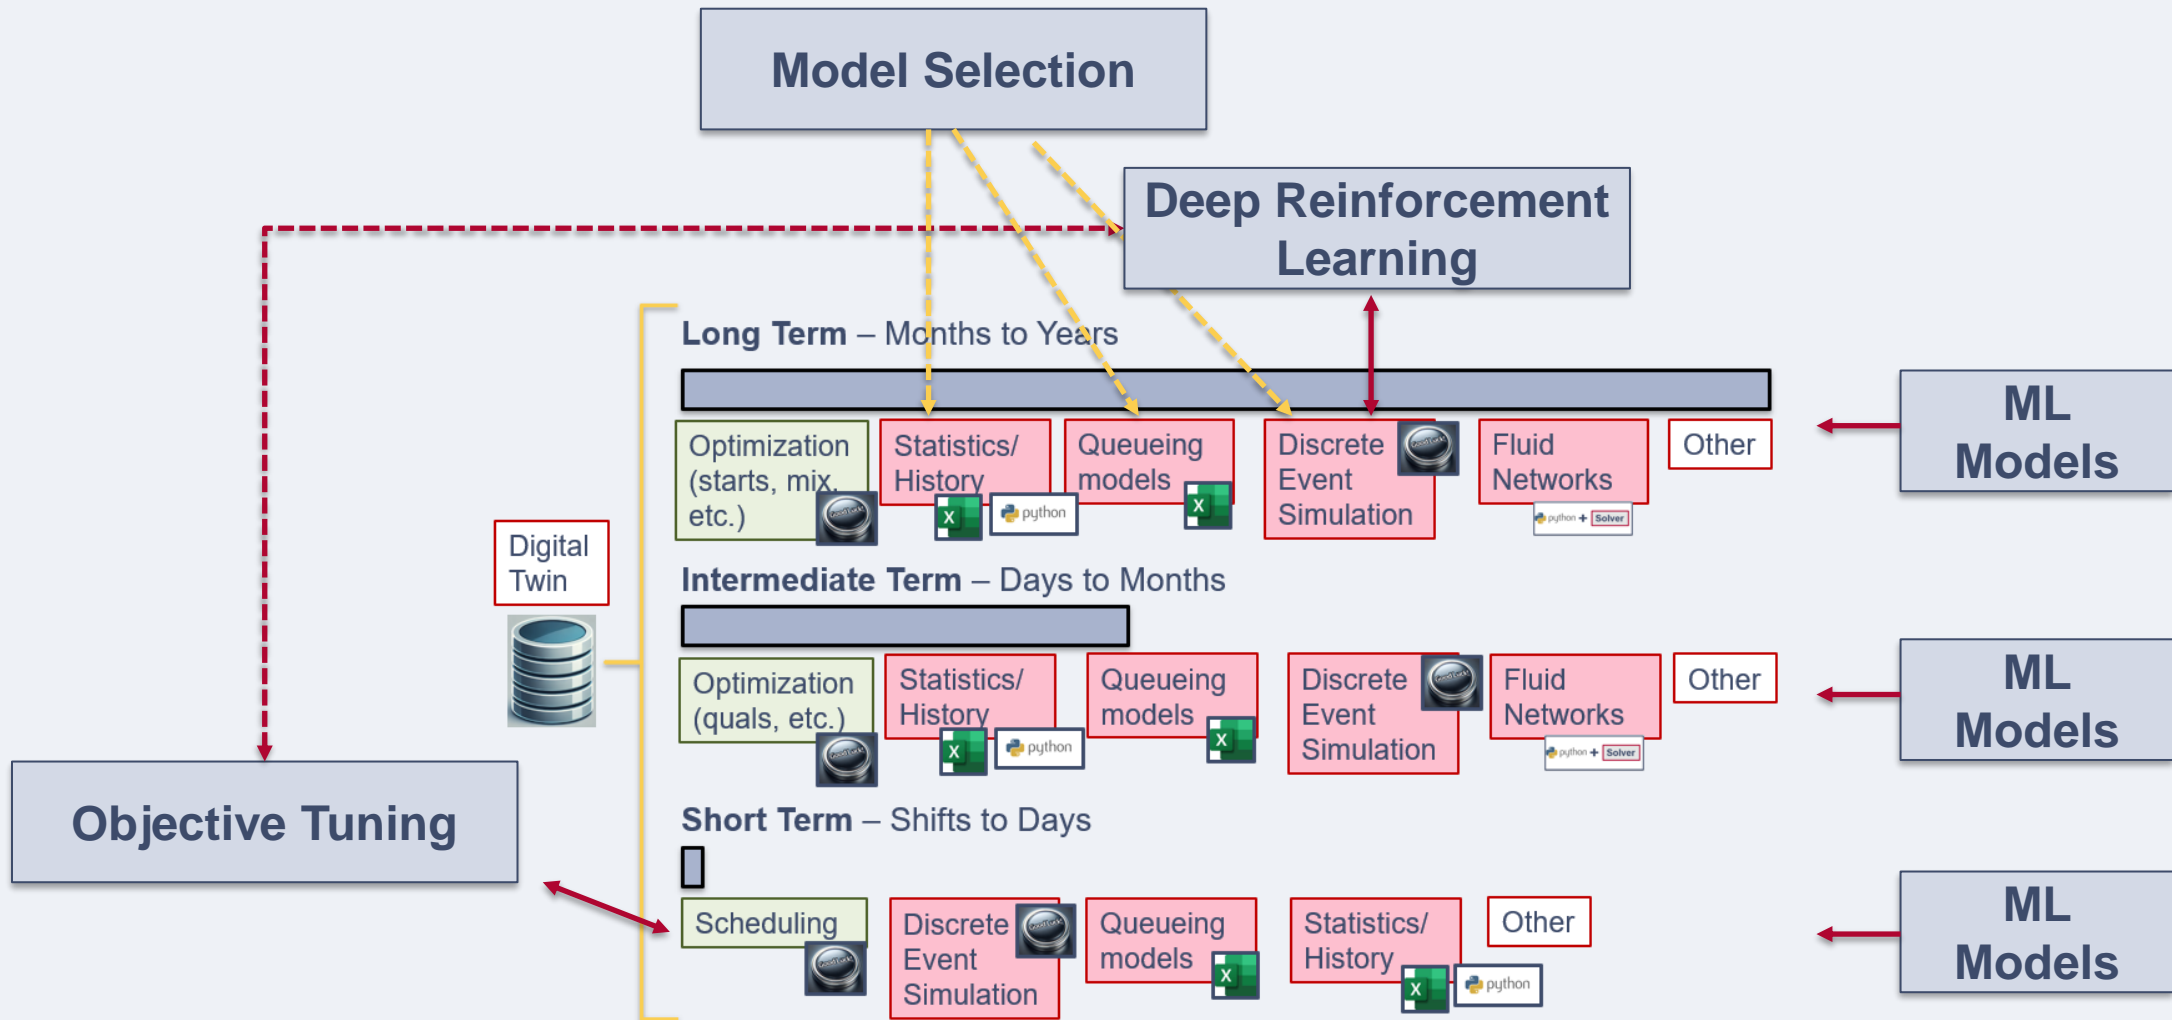 Model Selection
Deep Reinforcement
Learning
Long Term – Months to Years
Optimization
(starts, mix,
etc.)
Statistics/
History
python
Queueing
models
Discrete
Event
Simulation
Fluid
Networks
python + Solver
Other
ML
Models
Digital
Twin
Intermediate Term – Days to Months
Optimization
(quals, etc.)
Statistics/
History
python
Queueing
models
Discrete
Event
Simulation
Fluid
Networks
python + Solver
Other
ML
Models
Objective Tuning
Short Term – Shifts to Days
Scheduling
Discrete
Event
Simulation
Queueing
models
Statistics/
History
python
Other
ML
Models